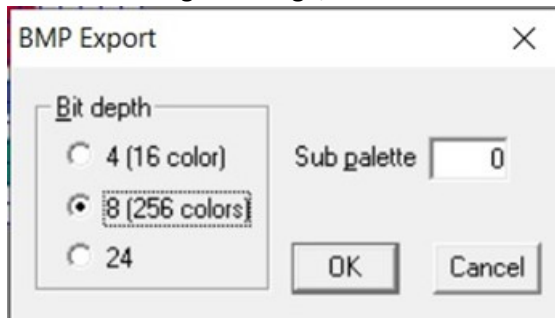 BMP Export
Bit depth
4 (16 color)
Sub palette 0
8 (256 colors)
24
OK
Cancel